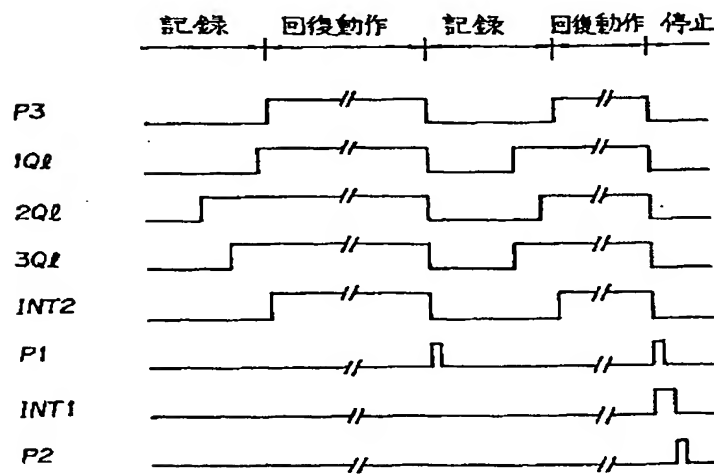 記録 回復動作 記録 回復動作 停止
P3
1Qℓ
2Qℓ
3Qℓ
INT2
P1
INT1
P2